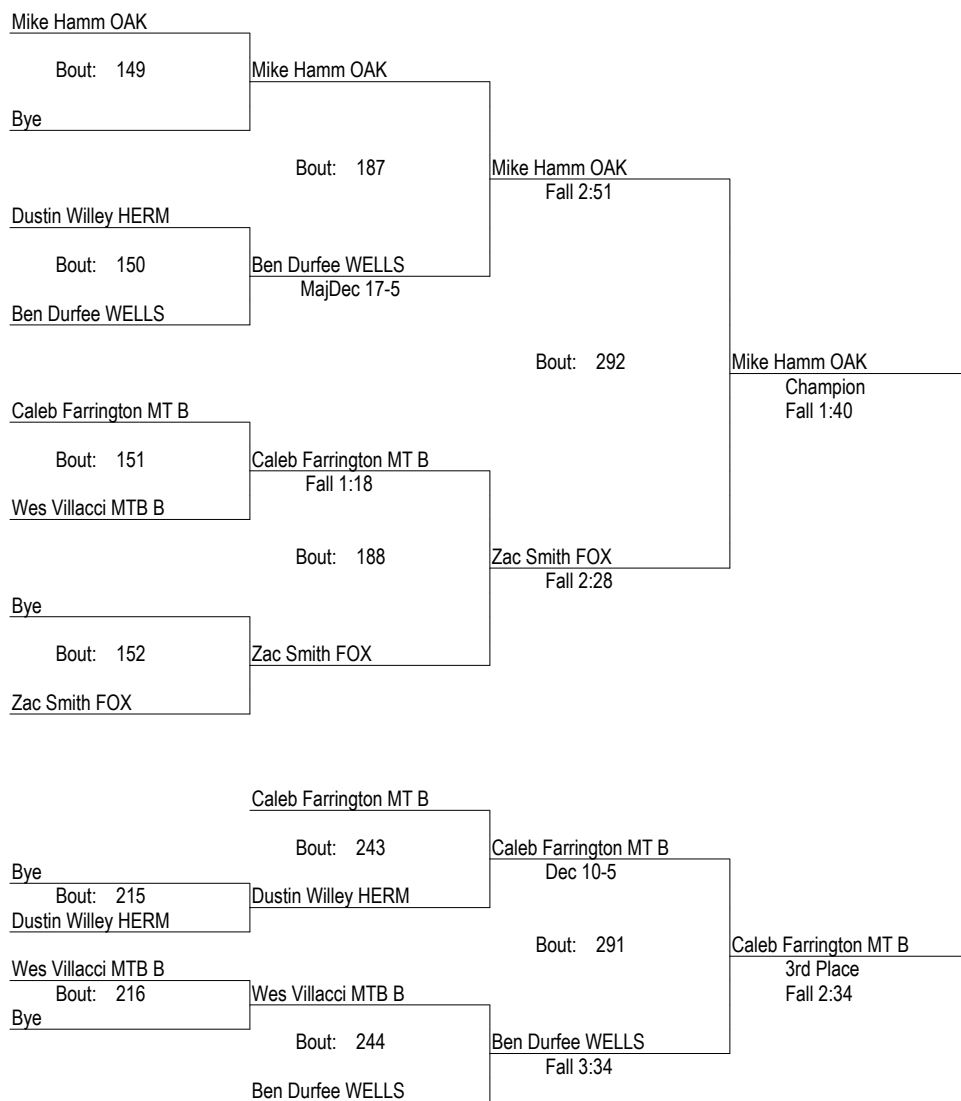 Mike Hamm OAK
Bout: 149
Mike Hamm OAK
Bye
Bout: 187
Mike Hamm OAK
Fall 2:51
Dustin Willey HERM
Bout: 150
Ben Durfee WELLS
MajDec 17-5
Ben Durfee WELLS
Bout: 292
Mike Hamm OAK
Champion
Fall 1:40
Caleb Farrington MT B
Bout: 151
Caleb Farrington MT B
Fall 1:18
Wes Villacci MTB B
Bout: 188
Zac Smith FOX
Fall 2:28
Bye
Bout: 152
Zac Smith FOX
Zac Smith FOX
Caleb Farrington MT B
Bout: 243
Caleb Farrington MT B
Dec 10-5
Bye
Bout: 215
Dustin Willey HERM
Dustin Willey HERM
Bout: 291
Caleb Farrington MT B
3rd Place
Fall 2:34
Wes Villacci MTB B
Bout: 216
Wes Villacci MTB B
Bye
Bout: 244
Ben Durfee WELLS
Fall 3:34
Ben Durfee WELLS